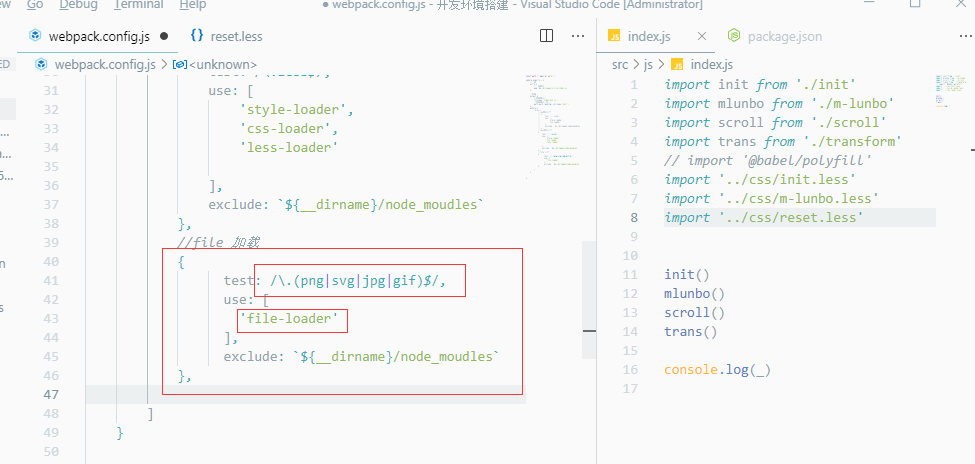 ew Go Debug Terminal Help
● webpack.config.js - 开发环境搭建 - Visual Studio Code [Administrator]
webpack.config.js ●
{} reset.less
ED
webpack.config.js > <unknown>
31 use: [
32 'style-loader',
33 'css-loader',
34 'less-loader'
35
36 ],
37 exclude: `${__dirname}/node_moudles`
38 },
39 //file 加载
40 {
41 test: /\.(png|svg|jpg|gif)$/,
42 use: [
43 'file-loader'
44 ],
45 exclude: `${__dirname}/node_moudles`
46 },
47
48 ]
49 }
50
JS index.js ×
package.json
src > js > JS index.js
1 import init from './init'
2 import mlunbo from './m-lunbo'
3 import scroll from './scroll'
4 import trans from './transform'
5 // import '@babel/polyfill'
6 import '../css/init.less'
7 import '../css/m-lunbo.less'
8 import '../css/reset.less'
9
10
11 init()
12 mlunbo()
13 scroll()
14 trans()
15
16 console.log(_)
17